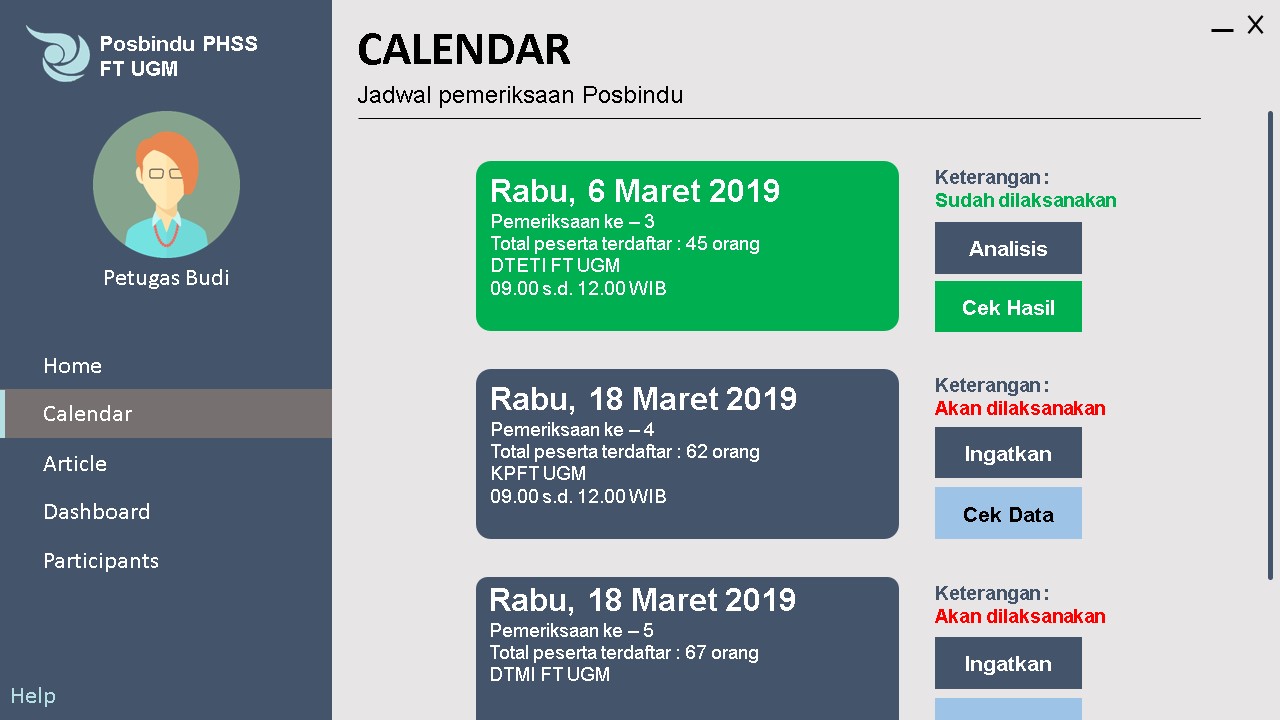 Posbindu PHSS
FT UGM
Petugas Budi
Home
Calendar
Article
Dashboard
Participants
Help
X
CALENDAR
Jadwal pemeriksaan Posbindu
Rabu, 6 Maret 2019
Pemeriksaan ke – 3
Total peserta terdaftar : 45 orang
DTETI FT UGM
09.00 s.d. 12.00 WIB
Keterangan :
Sudah dilaksanakan
Analisis
Cek Hasil
Rabu, 18 Maret 2019
Pemeriksaan ke – 4
Total peserta terdaftar : 62 orang
KPFT UGM
09.00 s.d. 12.00 WIB
Keterangan :
Akan dilaksanakan
Ingatkan
Cek Data
Rabu, 18 Maret 2019
Pemeriksaan ke – 5
Total peserta terdaftar : 67 orang
DTMI FT UGM
Keterangan :
Akan dilaksanakan
Ingatkan